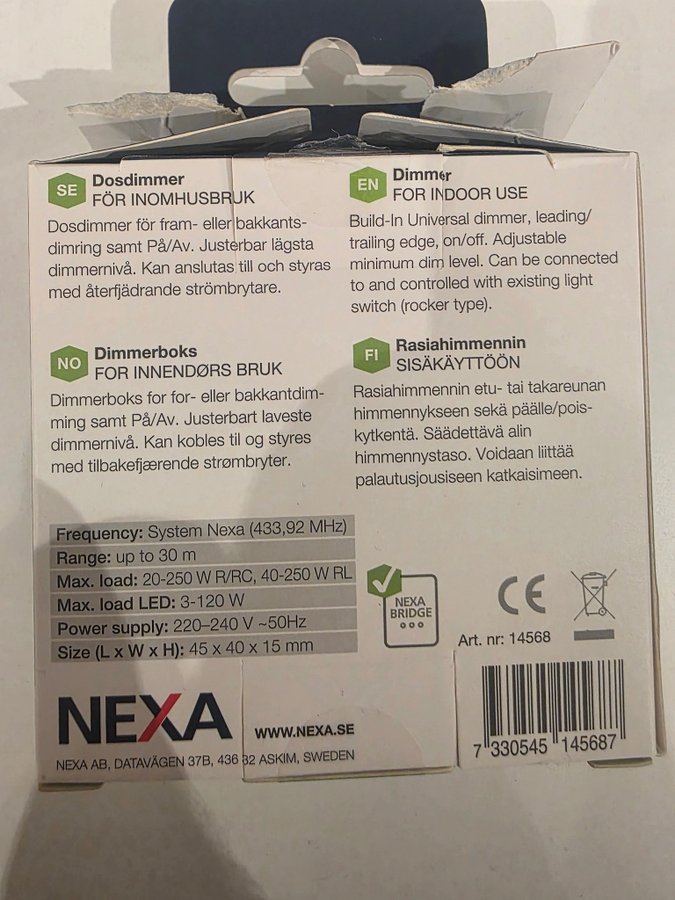 SE
Dosdimmer
FÖR INOMHUSBRUK
Dosdimmer för fram- eller bakkants-
dimring samt På/Av. Justerbar lägsta
dimmernivå. Kan anslutas till och styras
med återfjädrande strömbrytare.
EN
Dimmer
FOR INDOOR USE
Build-In Universal dimmer, leading/
trailing edge, on/off. Adjustable
minimum dim level. Can be connected
to and controlled with existing light
switch (rocker type).
NO
Dimmerboks
FOR INNENDØRS BRUK
Dimmerboks for for- eller bakkantdim-
ming samt På/Av. Justerbart laveste
dimmernivå. Kan kobles til og styres
med tilbakefjærende strømbryter.
FI
Rasiahimmennin
SISÄKÄYTTÖÖN
Rasiahimmennin etu- tai takareunan
himmennykseen sekä päälle/pois-
kytkentä. Säädettävä alin
himmennystaso. Voidaan liittää
palautusjousiseen katkaisimeen.
Frequency: System Nexa (433,92 MHz)
Range: up to 30 m
Max. load: 20-250 W R/RC, 40-250 W RL
Max. load LED: 3-120 W
Power supply: 220–240 V ~50Hz
Size (L x W x H): 45 x 40 x 15 mm
NEXA
BRIDGE
CE
Art. nr: 14568
NEXA
WWW.NEXA.SE
NEXA AB, DATAVÄGEN 37B, 436 32 ASKIM, SWEDEN
7 330545 145687